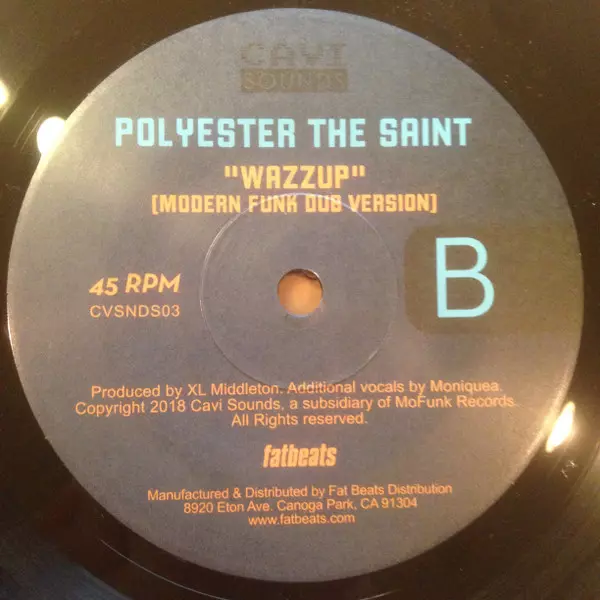 CAVI
SOUNDS
POLYESTER THE SAINT
"WAZZUP"
[MODERN FUNK DUB VERSION]
45 RPM
CVSNDS03
B
Produced by XL Middleton. Additional vocals by Moniquea.
Copyright 2018 Cavi Sounds, a subsidiary of MoFunk Records.
All Rights reserved.
fatbeats
Manufactured & Distributed by Fat Beats Distribution
8920 Eton Ave. Canoga Park, CA 91304
www.fatbeats.com